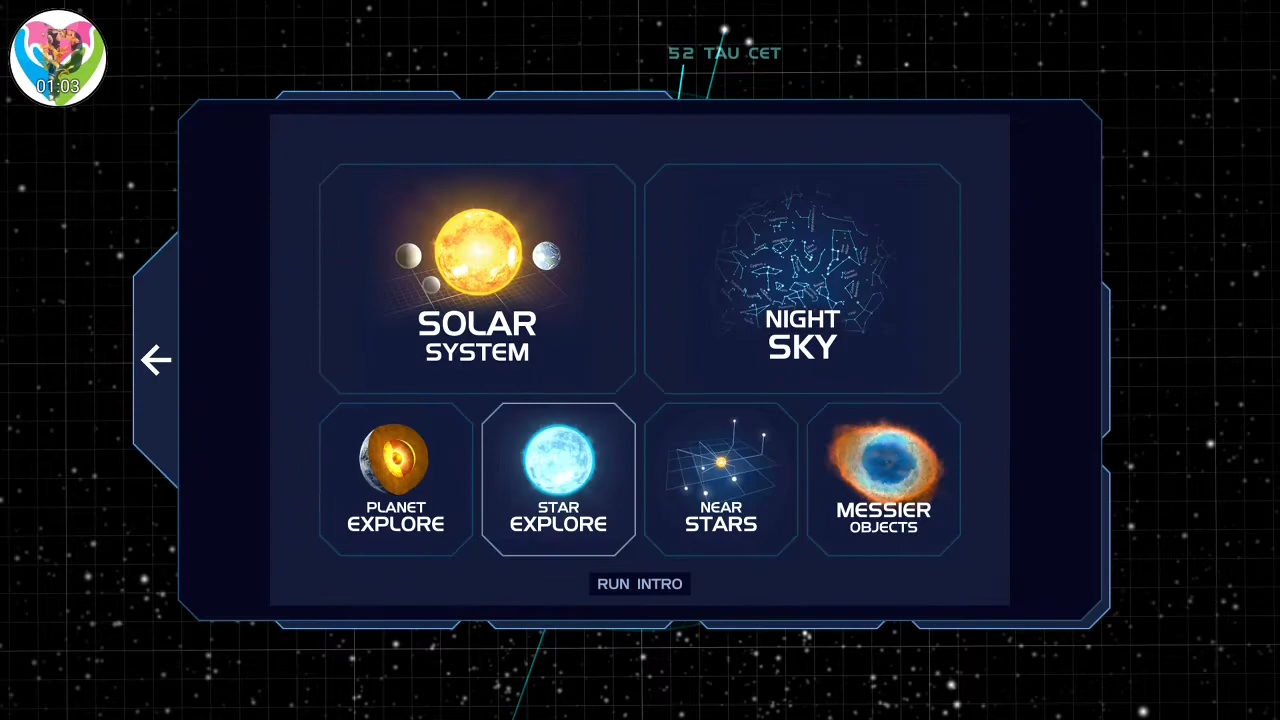 01:03
52 TAU CET
SOLAR
SYSTEM
NIGHT
SKY
PLANET
EXPLORE
STAR
EXPLORE
NEAR
STARS
MESSIER
OBJECTS
RUN INTRO